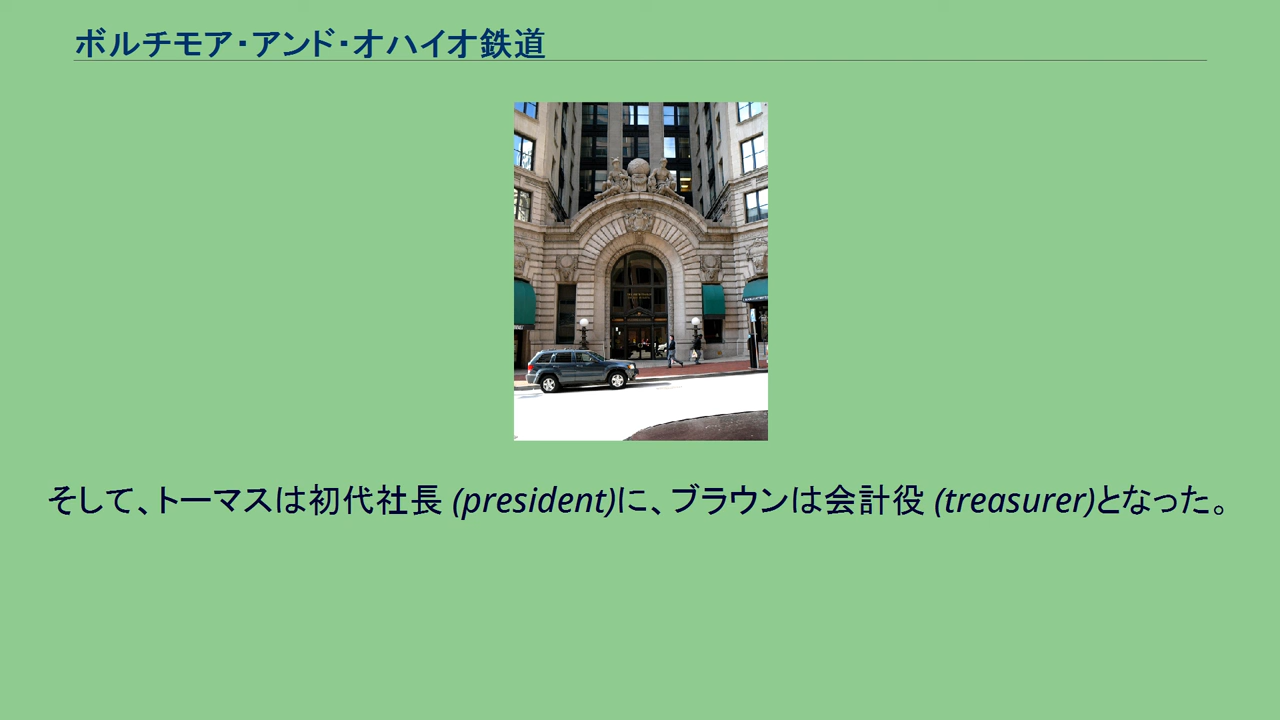 ボルチモア・アンド・オハイオ鉄道
そして、トーマスは初代社長 (president)に、ブラウンは会計役 (treasurer)となった。